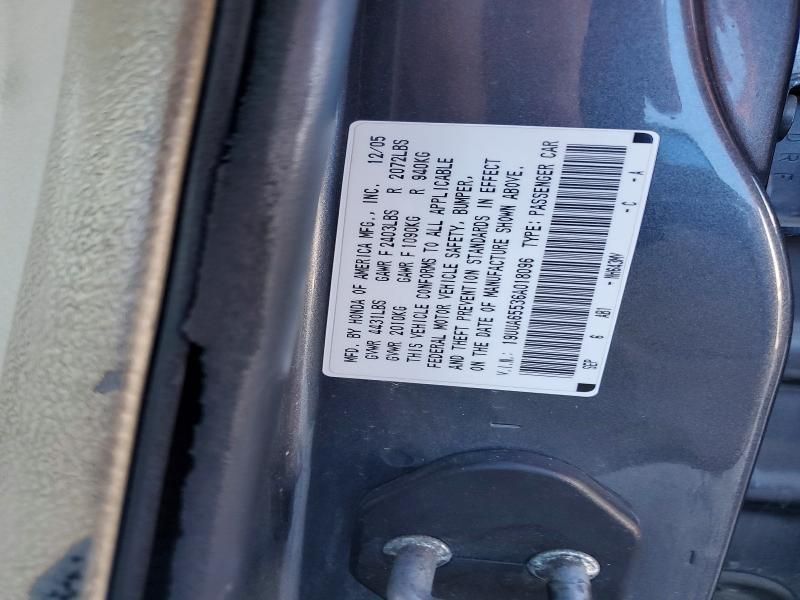 MFD. BY HONDA OF AMERICA MFG., INC. 12/05
GVWR 4431LBS GAWR F 2403LBS R 2072LBS
GVWR 2010KG GAWR F 1090KG R 940KG
THIS VEHICLE CONFORMS TO ALL APPLICABLE
FEDERAL MOTOR VEHICLE SAFETY, BUMPER,
AND THEFT PREVENTION STANDARDS IN EFFECT
ON THE DATE OF MANUFACTURE SHOWN ABOVE.
V.I.N.: 19UUA65536A018096 TYPE: PASSENGER CAR
SEP 6 AB1 - - C - A